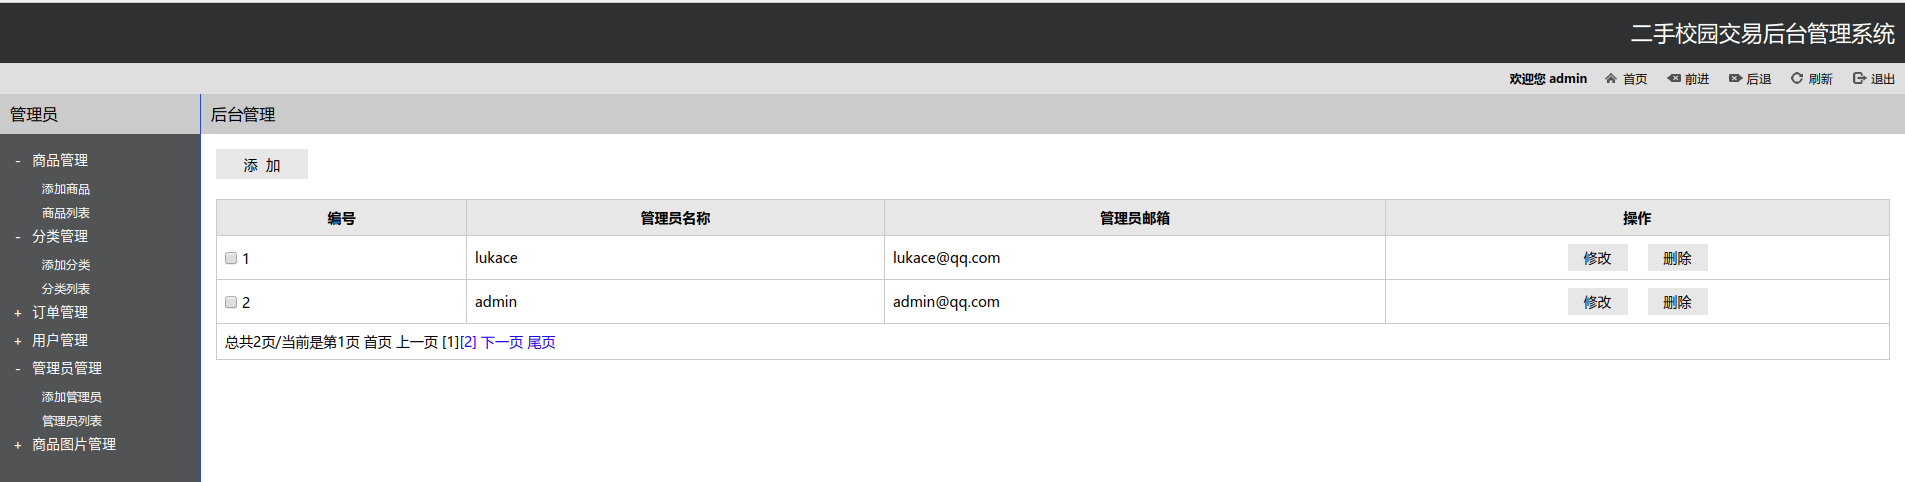 二手校园交易后台管理系统
欢迎您 admin 首页 前进 后退 刷新 退出
管理员
- 商品管理
添加商品
商品列表
- 分类管理
添加分类
分类列表
+ 订单管理
+ 用户管理
- 管理员管理
添加管理员
管理员列表
+ 商品图片管理
后台管理
添 加
编号 管理员名称 管理员邮箱 操作
1 lukace lukace@qq.com 修改 删除
2 admin admin@qq.com 修改 删除
总共2页/当前是第1页 首页 上一页 [1][2] 下一页 尾页